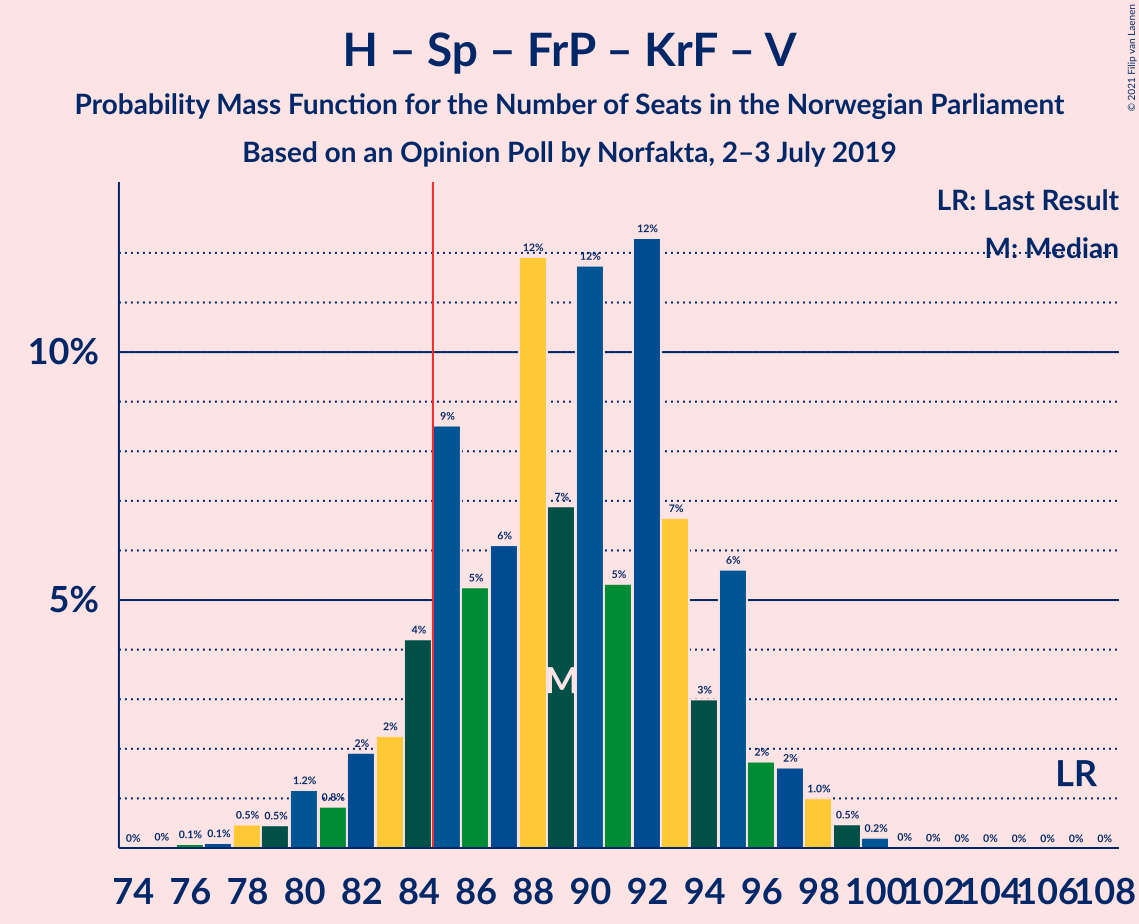 H – Sp – FrP – KrF – V
Probability Mass Function for the Number of Seats in the Norwegian Parliament
Based on an Opinion Poll by Norfakta, 2–3 July 2019
© 2021 Filip van Laenen
LR: Last Result
M: Median
10%
5%
0% 0% 0.1% 0.1% 0.5% 0.5% 1.2% 0.8% 2% 2% 4% 9% 5% 6% 12% 7% 12% 5% 12% 7% 3% 6% 2% 2% 1.0% 0.5% 0.2% 0% 0% 0% 0% 0% 0% 0% 0%
M
LR
74 76 78 80 82 84 86 88 90 92 94 96 98 100 102 104 106 108